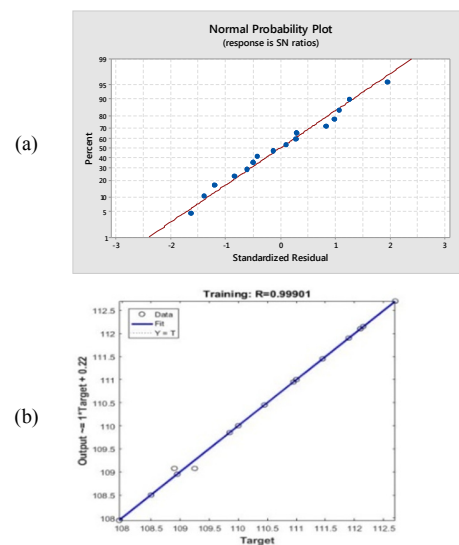 (a)
Normal Probability Plot
(response is SN ratios)
99
95
90
80
70
60
50
40
30
20
10
5
1
Percent
-3 -2 -1 0 1 2 3
Standardized Residual
(b)
Training: R=0.99901
Data
Fit
Y = T
112.5
112
111.5
111
110.5
110
109.5
109
108.5
108
Output ~= 1*Target + 0.22
108 108.5 109 109.5 110 110.5 111 111.5 112 112.5
Target